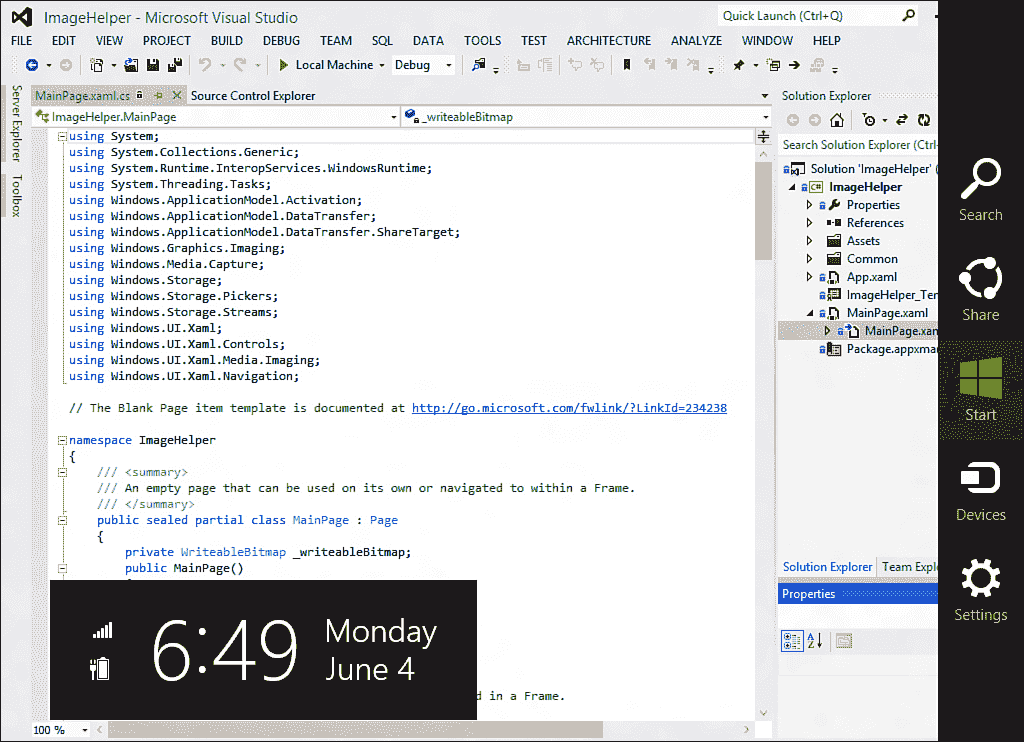 ImageHelper - Microsoft Visual Studio
Quick Launch (Ctrl+Q)
FILE EDIT VIEW PROJECT BUILD DEBUG TEAM SQL DATA TOOLS TEST ARCHITECTURE ANALYZE WINDOW HELP
Local Machine Debug
Server Explorer
Toolbox
MainPage.xaml.cs Source Control Explorer
ImageHelper.MainPage _writeableBitmap
using System;
using System.Collections.Generic;
using System.Runtime.InteropServices.WindowsRuntime;
using System.Threading.Tasks;
using Windows.ApplicationModel.Activation;
using Windows.ApplicationModel.DataTransfer;
using Windows.ApplicationModel.DataTransfer.ShareTarget;
using Windows.Graphics.Imaging;
using Windows.Media.Capture;
using Windows.Storage;
using Windows.Storage.Pickers;
using Windows.Storage.Streams;
using Windows.UI.Xaml;
using Windows.UI.Xaml.Controls;
using Windows.UI.Xaml.Media.Imaging;
using Windows.UI.Xaml.Navigation;
// The Blank Page item template is documented at http://go.microsoft.com/fwlink/?LinkId=234238
namespace ImageHelper
{
/// <summary>
/// An empty page that can be used on its own or navigated to within a Frame.
/// </summary>
public sealed partial class MainPage : Page
{
private WriteableBitmap _writeableBitmap;
public MainPage()
d in a Frame.
100 %
6:49
Monday
June 4
Solution Explorer
Search Solution Explorer (Ctrl
Solution 'ImageHelper' (
C# ImageHelper
Properties
References
Assets
Common
App.xaml
ImageHelper_Ter
MainPage.xaml
MainPage.xan
Package.appxma
Solution Explorer Team Expl
Properties
Search
Share
Start
Devices
Settings